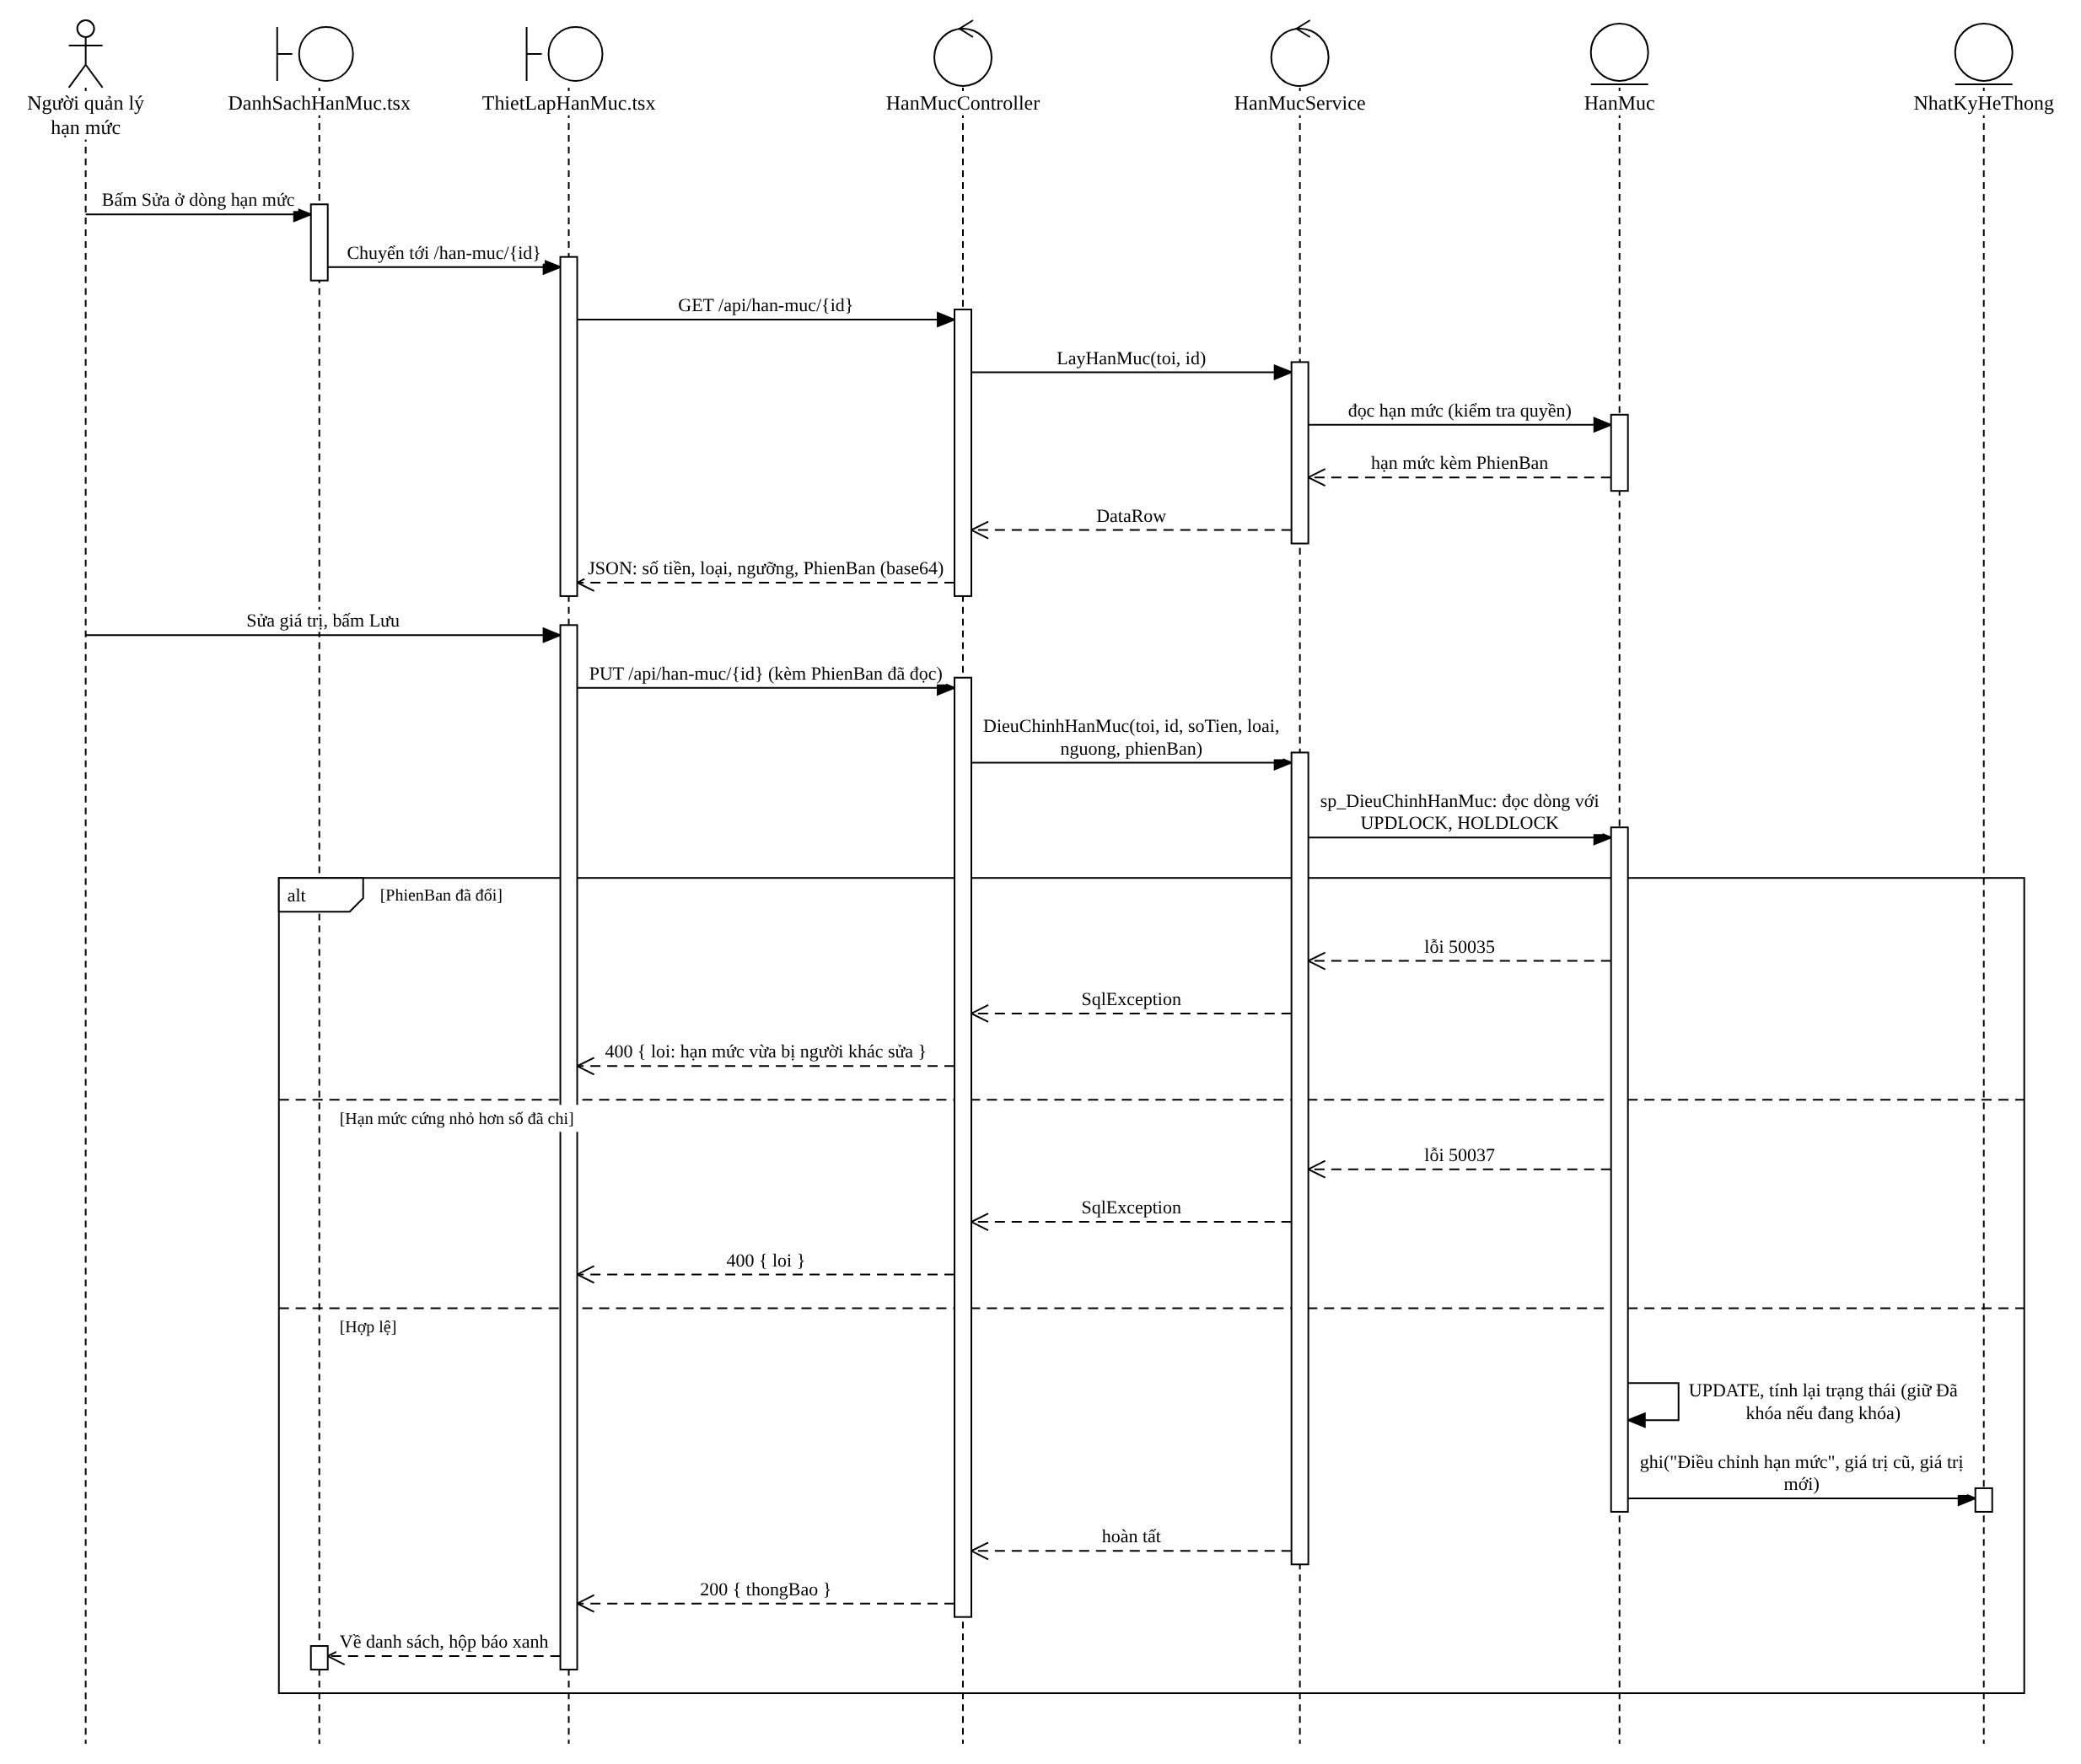 Người quản lý
hạn mức
DanhSachHanMuc.tsx
ThietLapHanMuc.tsx
HanMucController
HanMucService
HanMuc
NhatKyHeThong
Bấm Sửa ở dòng hạn mức
Chuyển tới /han-muc/{id}
GET /api/han-muc/{id}
LayHanMuc(toi, id)
đọc hạn mức (kiểm tra quyền)
hạn mức kèm PhienBan
DataRow
JSON: số tiền, loại, ngưỡng, PhienBan (base64)
Sửa giá trị, bấm Lưu
PUT /api/han-muc/{id} (kèm PhienBan đã đọc)
DieuChinhHanMuc(toi, id, soTien, loai,
nguong, phienBan)
sp_DieuChinhHanMuc: đọc dòng với
UPDLOCK, HOLDLOCK
alt
[PhienBan đã đổi]
lỗi 50035
SqlException
400 { loi: hạn mức vừa bị người khác sửa }
[Hạn mức cứng nhỏ hơn số đã chi]
lỗi 50037
SqlException
400 { loi }
[Hợp lệ]
UPDATE, tính lại trạng thái (giữ Đã
khóa nếu đang khóa)
ghi("Điều chỉnh hạn mức", giá trị cũ, giá trị
mới)
hoàn tất
200 { thongBao }
Về danh sách, hộp báo xanh